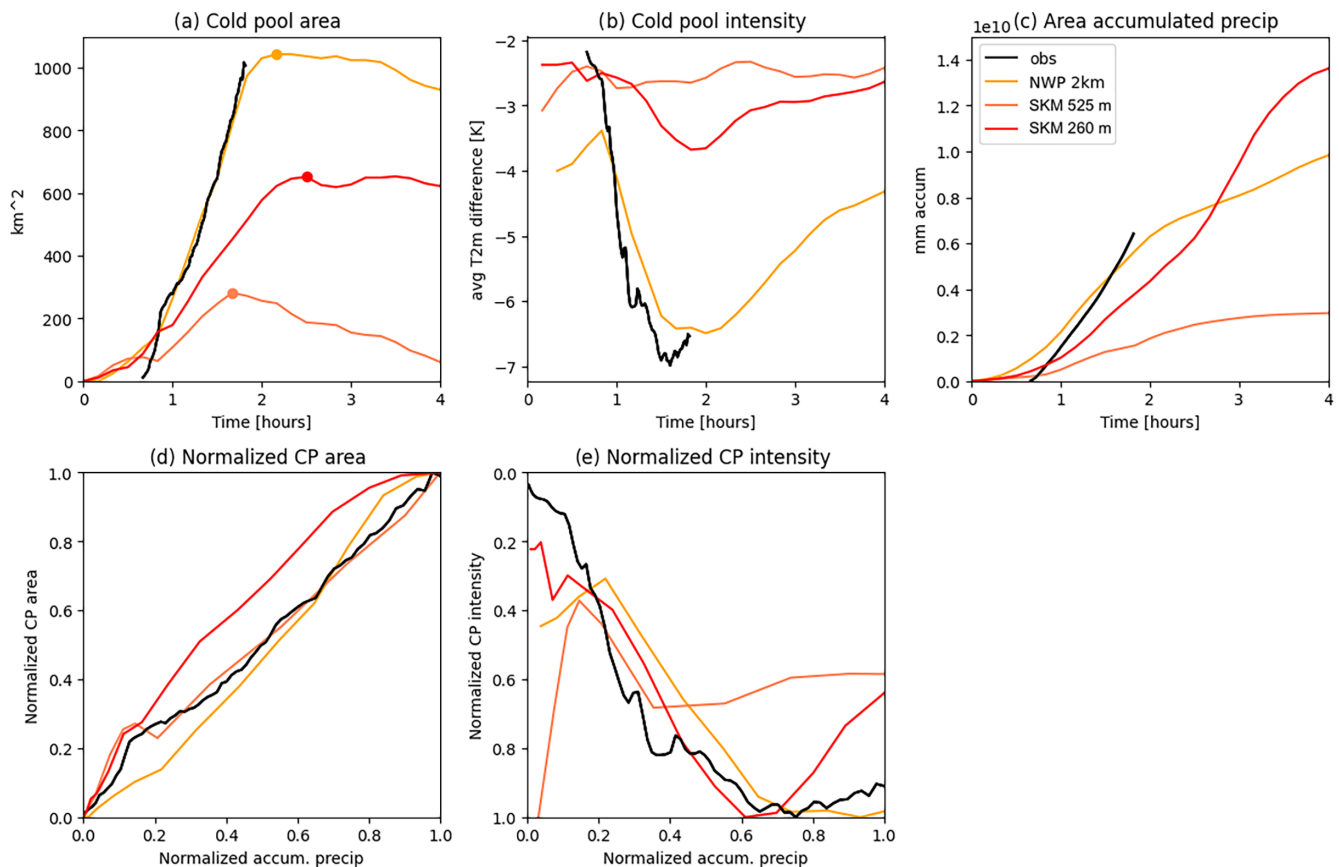 (a) Cold pool area
(b) Cold pool intensity
(c) Area accumulated precip
1000
800
600
400
200
0
km^2
0 1 2 3 4
Time [hours]
−2
−3
−4
−5
−6
−7
avg T2m difference [K]
0 1 2 3 4
Time [hours]
1e10
1.4
1.2
1.0
0.8
0.6
0.4
0.2
0.0
mm accum
obs
NWP 2km
SKM 525 m
SKM 260 m
0 1 2 3 4
Time [hours]
(d) Normalized CP area
(e) Normalized CP intensity
1.0
0.8
0.6
0.4
0.2
0.0
Normalized CP area
0.0 0.2 0.4 0.6 0.8 1.0
Normalized accum. precip
0.0
0.2
0.4
0.6
0.8
1.0
Normalized CP intensity
0.0 0.2 0.4 0.6 0.8 1.0
Normalized accum. precip